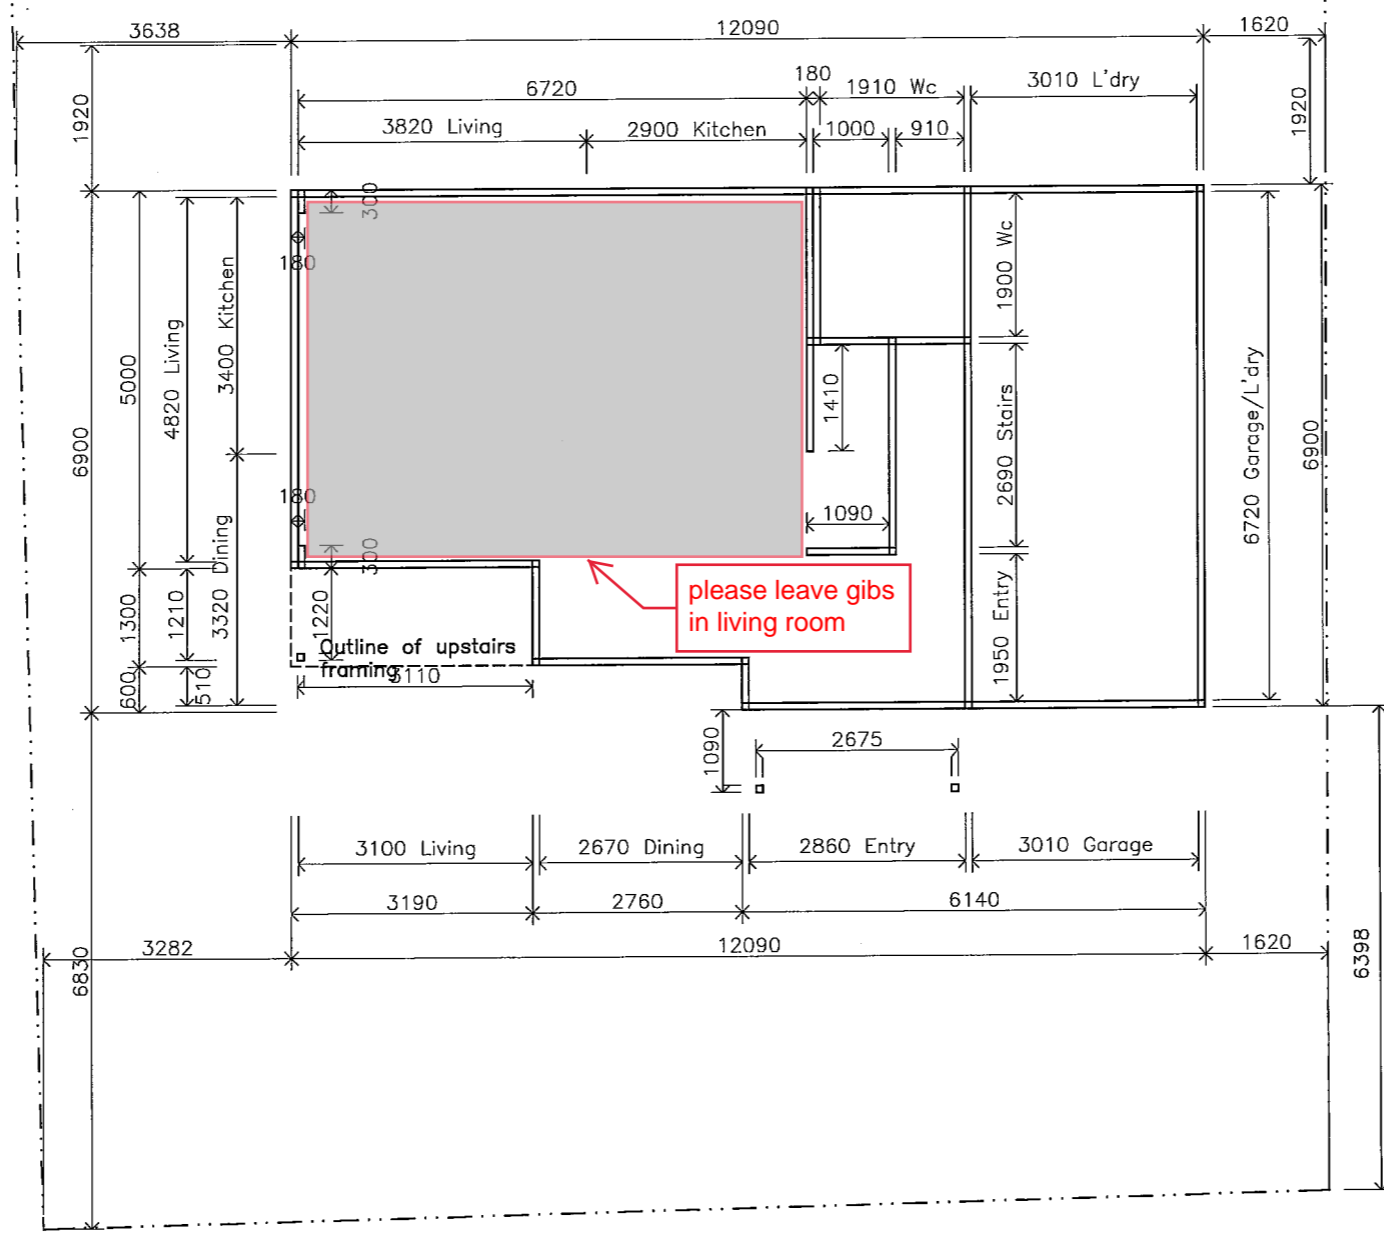 3638
12090
1620
6720
180
1910 Wc
3010 L'dry
3820 Living
2900 Kitchen
1000
910
1920
1920
300
180
1900 Wc
3400 Kitchen
4820 Living
5000
6900
1410
2690 Stairs
6720 Garage/L'dry
6900
180
1090
3320 Dining
300
1300
1210
1220
please leave gibs
in living room
1950 Entry
Outline of upstairs
framing
600
510
3110
1090
2675
3100 Living
2670 Dining
2860 Entry
3010 Garage
3190
2760
6140
3282
12090
1620
6830
6398